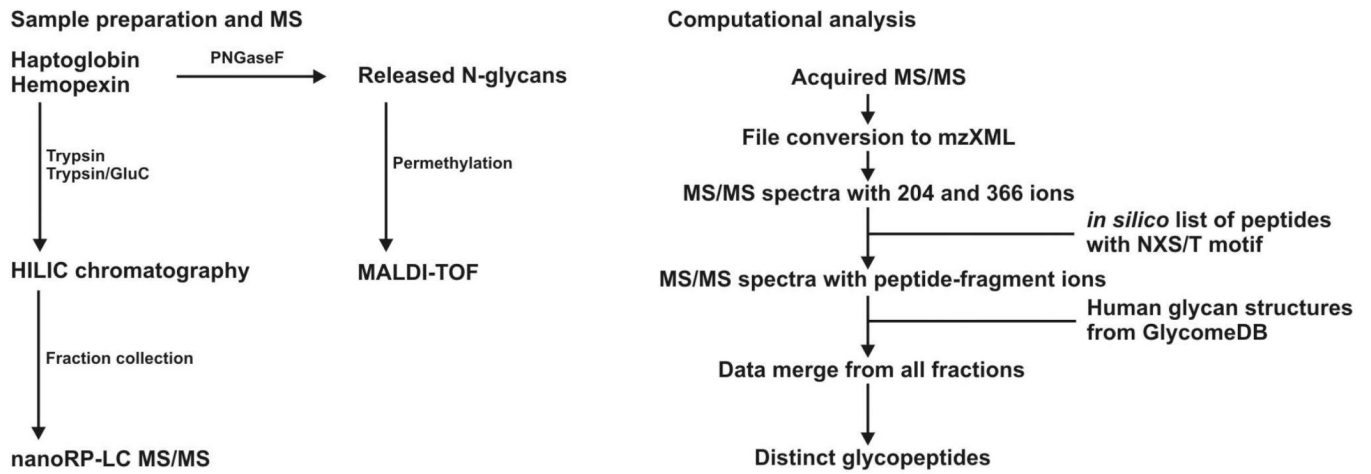 Sample preparation and MS
Haptoglobin
Hemopexin
PNGaseF
Released N-glycans
Trypsin
Trypsin/GluC
Permethylation
HILIC chromatography
MALDI-TOF
Fraction collection
nanoRP-LC MS/MS
Computational analysis
Acquired MS/MS
File conversion to mzXML
MS/MS spectra with 204 and 366 ions
in silico list of peptides
with NXS/T motif
MS/MS spectra with peptide-fragment ions
Human glycan structures
from GlycomeDB
Data merge from all fractions
Distinct glycopeptides